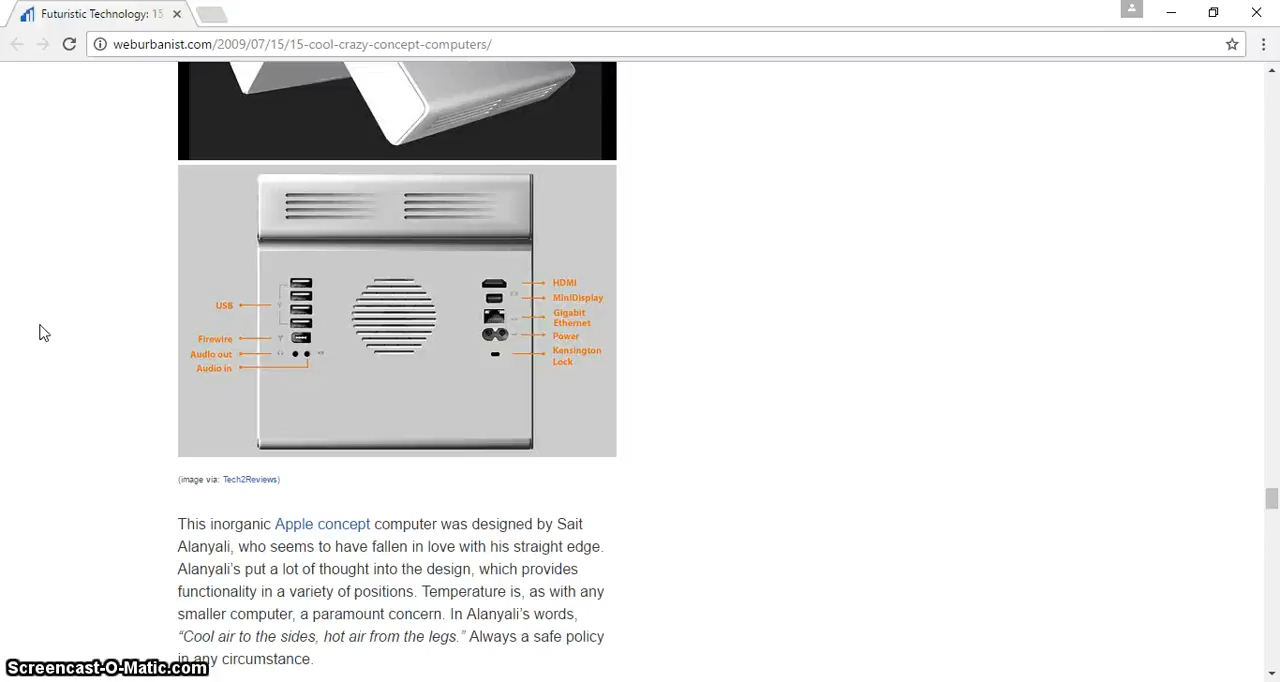 Futuristic Technology: 15
weburbanist.com/2009/07/15/15-cool-crazy-concept-computers/
USB
Firewire
Audio out
Audio in
HDMI
MiniDisplay
Gigabit
Ethernet
Power
Kensington
Lock
(image via: Tech2Reviews)
This inorganic Apple concept computer was designed by Sait
Alanyali, who seems to have fallen in love with his straight edge.
Alanyali’s put a lot of thought into the design, which provides
functionality in a variety of positions. Temperature is, as with any
smaller computer, a paramount concern. In Alanyali’s words,
“Cool air to the sides, hot air from the legs.” Always a safe policy
in any circumstance.
Screencast-O-Matic.com